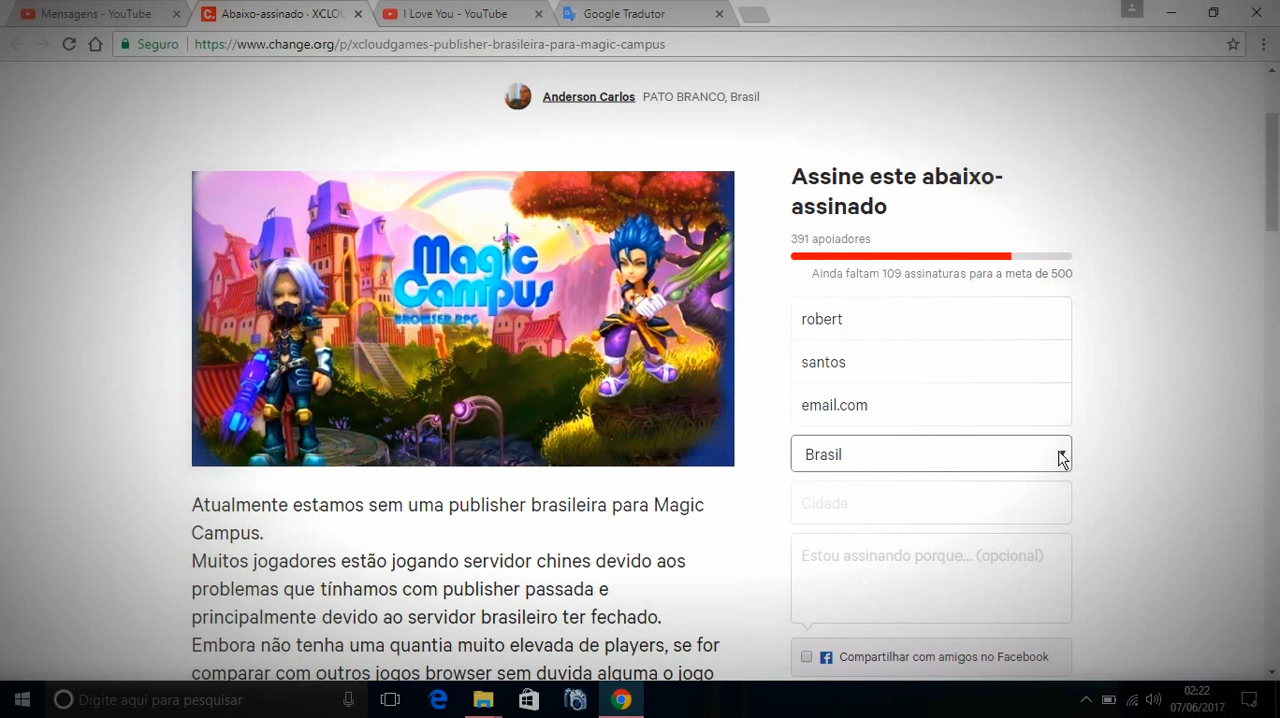 Mensagens - YouTube
Abaixo-assinado · XCLOU
I Love You - YouTube
Google Tradutor
Seguro
https://www.change.org/p/xcloudgames-publisher-brasileira-para-magic-campus
Anderson Carlos PATO BRANCO, Brasil
Magic
Campus
BROWSER RPG
Assine este abaixo-
assinado
391 apoiadores
Ainda faltam 109 assinaturas para a meta de 500
robert
santos
email.com
Brasil
Cidade
Estou assinando porque... (opcional)
Compartilhar com amigos no Facebook
Atualmente estamos sem uma publisher brasileira para Magic
Campus.
Muitos jogadores estão jogando servidor chines devido aos
problemas que tínhamos com publisher passada e
principalmente devido ao servidor brasileiro ter fechado.
Embora não tenha uma quantia muito elevada de players, se for
comparar com outros jogos browser sem duvida alguma o jogo
Digite aqui para pesquisar
02:22
07/06/2017